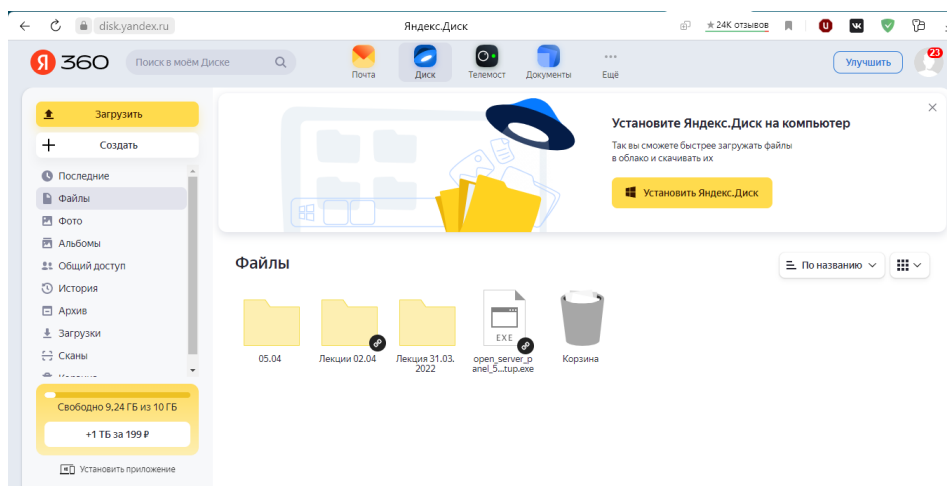 disk.yandex.ru
Яндекс.Диск
★ 24K отзывов
Я 360
Поиск в моём Диске
Почта
Диск
Телемост
Документы
Ещё
Улучшить
23
Загрузить
Создать
Последние
Файлы
Фото
Альбомы
Общий доступ
История
Архив
Загрузки
Сканы
Свободно 9,24 ГБ из 10 ГБ
+1 ТБ за 199 ₽
Установить приложение
Установите Яндекс.Диск на компьютер
Так вы сможете быстрее загружать файлы
в облако и скачивать их
Установить Яндекс.Диск
Файлы
По названию
EXE
05.04
Лекции 02.04
Лекция 31.03.
2022
open_server_p
anel_5...tup.exe
Корзина